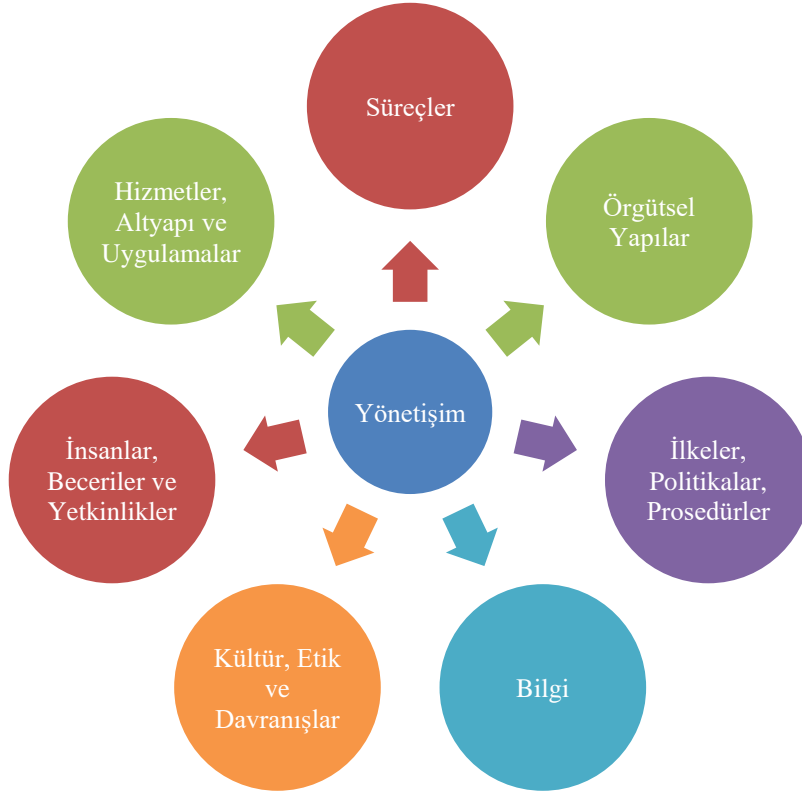 Süreçler
Örgütsel
Yapılar
İlkeler,
Politikalar,
Prosedürler
Bilgi
Kültür, Etik
ve
Davranışlar
İnsanlar,
Beceriler ve
Yetkinlikler
Hizmetler,
Altyapı ve
Uygulamalar
Yönetişim